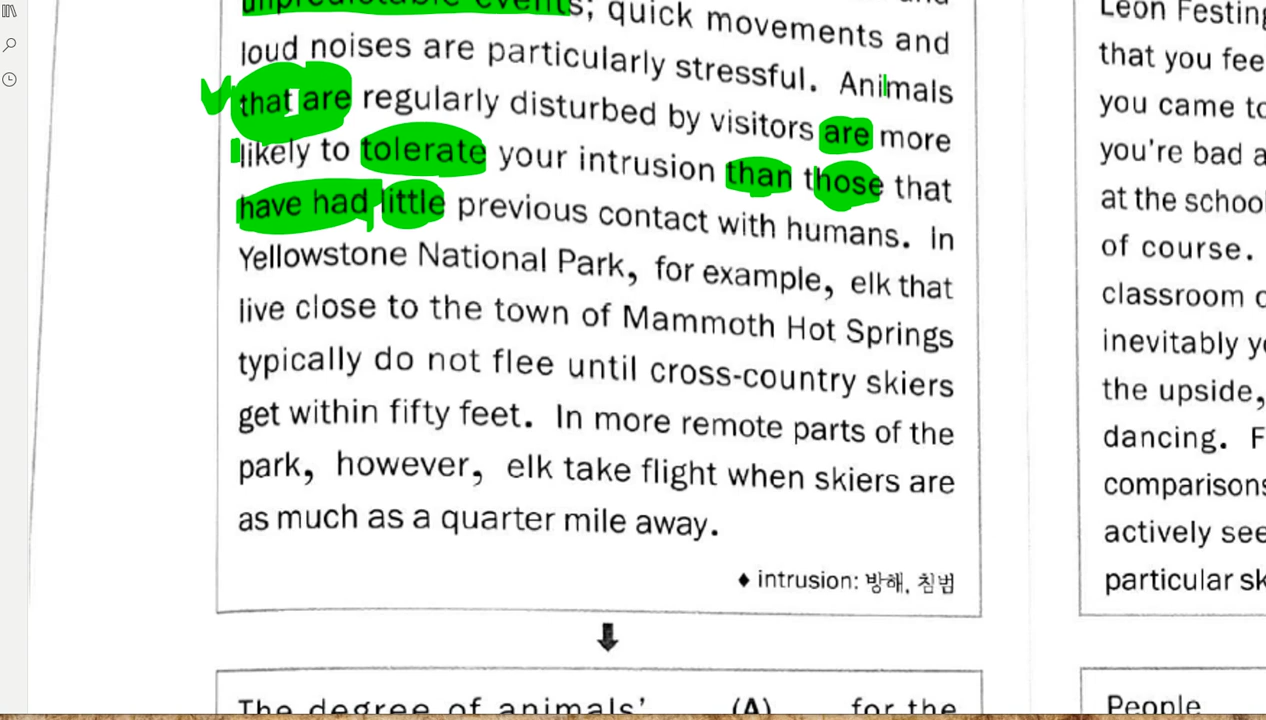 unpredictable events; quick movements and
loud noises are particularly stressful. Animals
that are regularly disturbed by visitors are more
likely to tolerate your intrusion than those that
have had little previous contact with humans. In
Yellowstone National Park, for example, elk that
live close to the town of Mammoth Hot Springs
typically do not flee until cross-country skiers
get within fifty feet. In more remote parts of the
park, however, elk take flight when skiers are
as much as a quarter mile away.
♦ intrusion: 방해, 침범
The degree of animals' (A) for the
Leon Festing
that you fee
you came to
you're bad a
at the schoo
of course.
classroom
inevitably y
the upside,
dancing. F
comparisons
actively see
particular sk
People